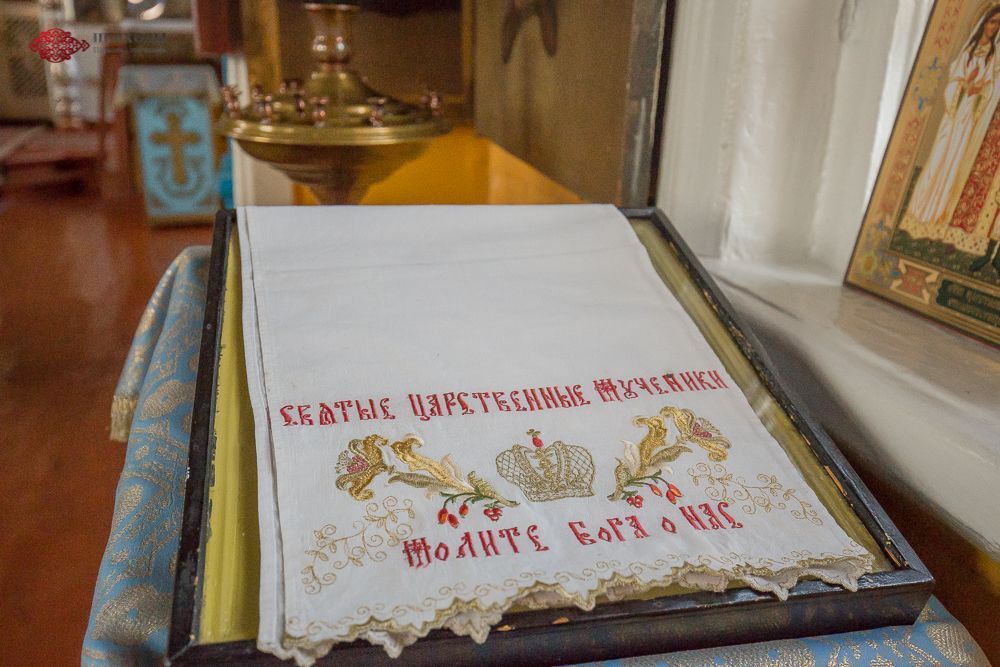 СВЯТЫЕ ЦАРСТВЕННЫЕ МУЧЕНИКИ
МОЛИТЕ БОГА О НАС